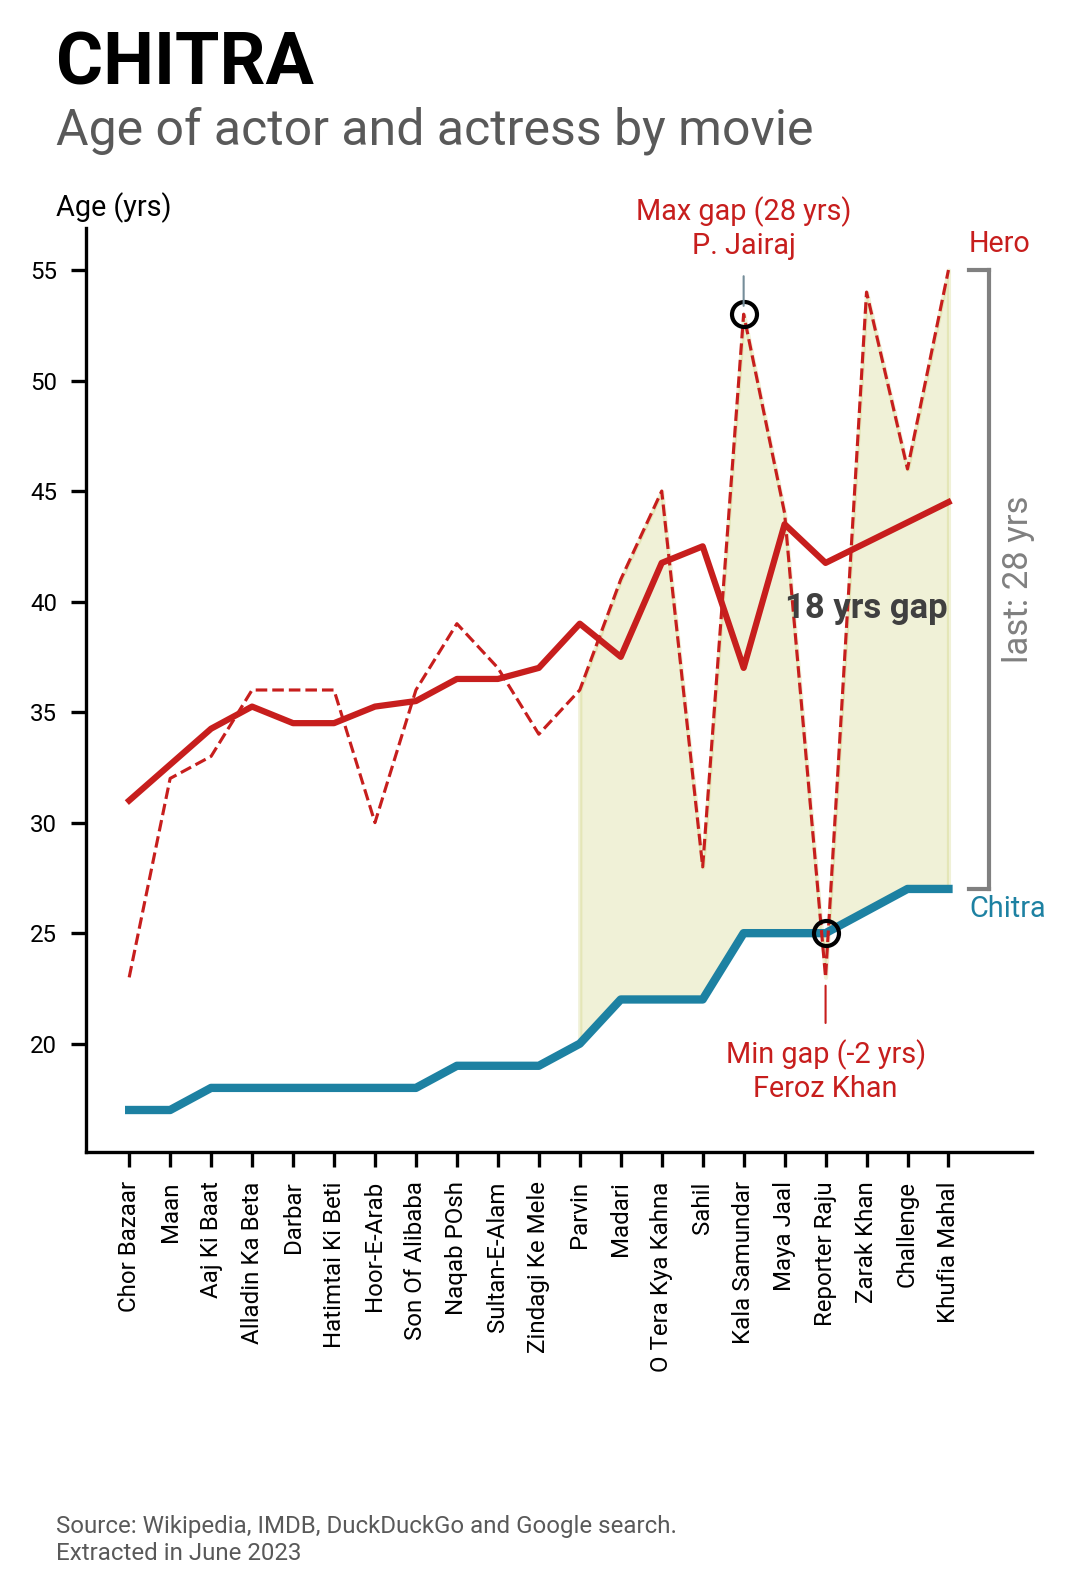 CHITRA
Age of actor and actress by movie
Age (yrs)
Max gap (28 yrs)
P. Jairaj
Hero
55
50
45
40
35
30
25
20
18 yrs gap
last: 28 yrs
Chitra
Min gap (-2 yrs)
Feroz Khan
Chor Bazaar
Maan
Aaj Ki Baat
Alladin Ka Beta
Darbar
Hatimtai Ki Beti
Hoor-E-Arab
Son Of Alibaba
Naqab POsh
Sultan-E-Alam
Zindagi Ke Mele
Parvin
Madari
O Tera Kya Kahna
Sahil
Kala Samundar
Maya Jaal
Reporter Raju
Zarak Khan
Challenge
Khufia Mahal
Source: Wikipedia, IMDB, DuckDuckGo and Google search.
Extracted in June 2023